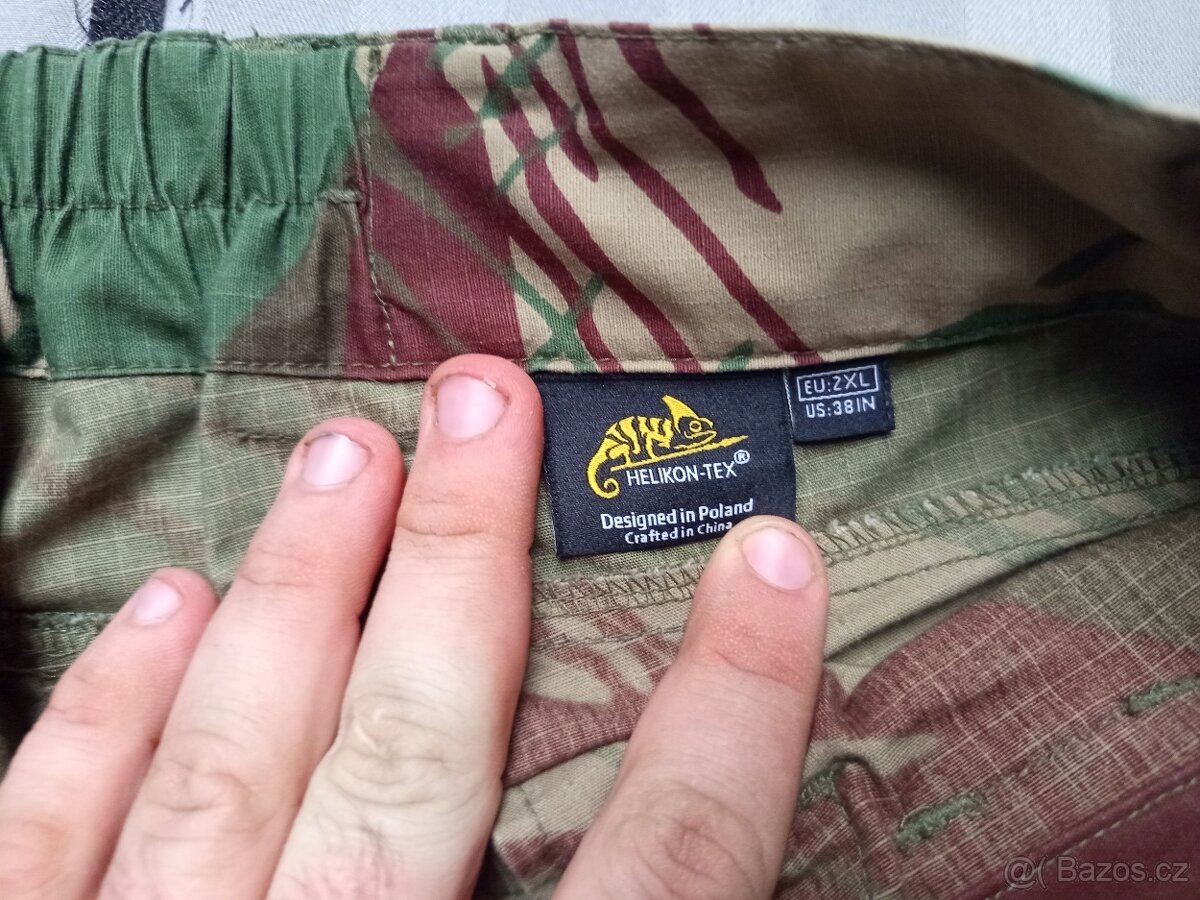 EU:2XL
US:38IN
HELIKON-TEX®
Designed in Poland
Crafted in China
@( Bazos.cz